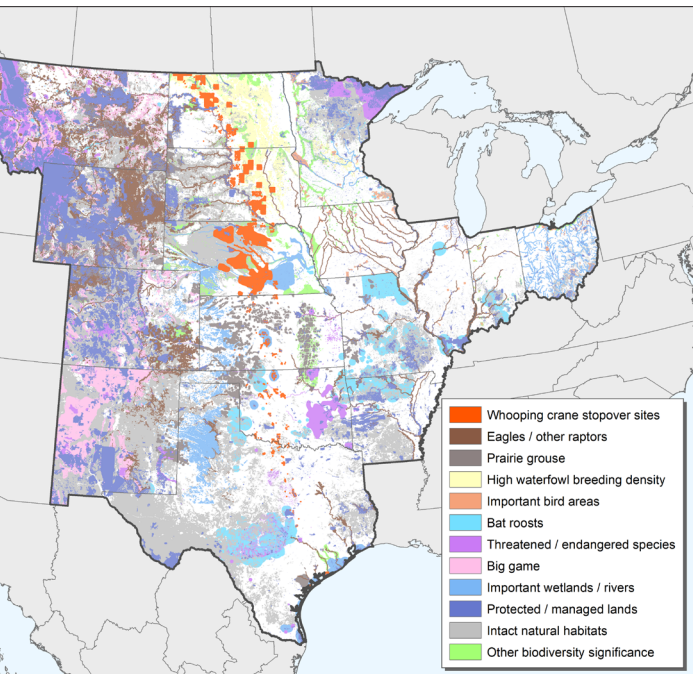 Whooping crane stopover sites
Eagles / other raptors
Prairie grouse
High waterfowl breeding density
Important bird areas
Bat roosts
Threatened / endangered species
Big game
Important wetlands / rivers
Protected / managed lands
Intact natural habitats
Other biodiversity significance